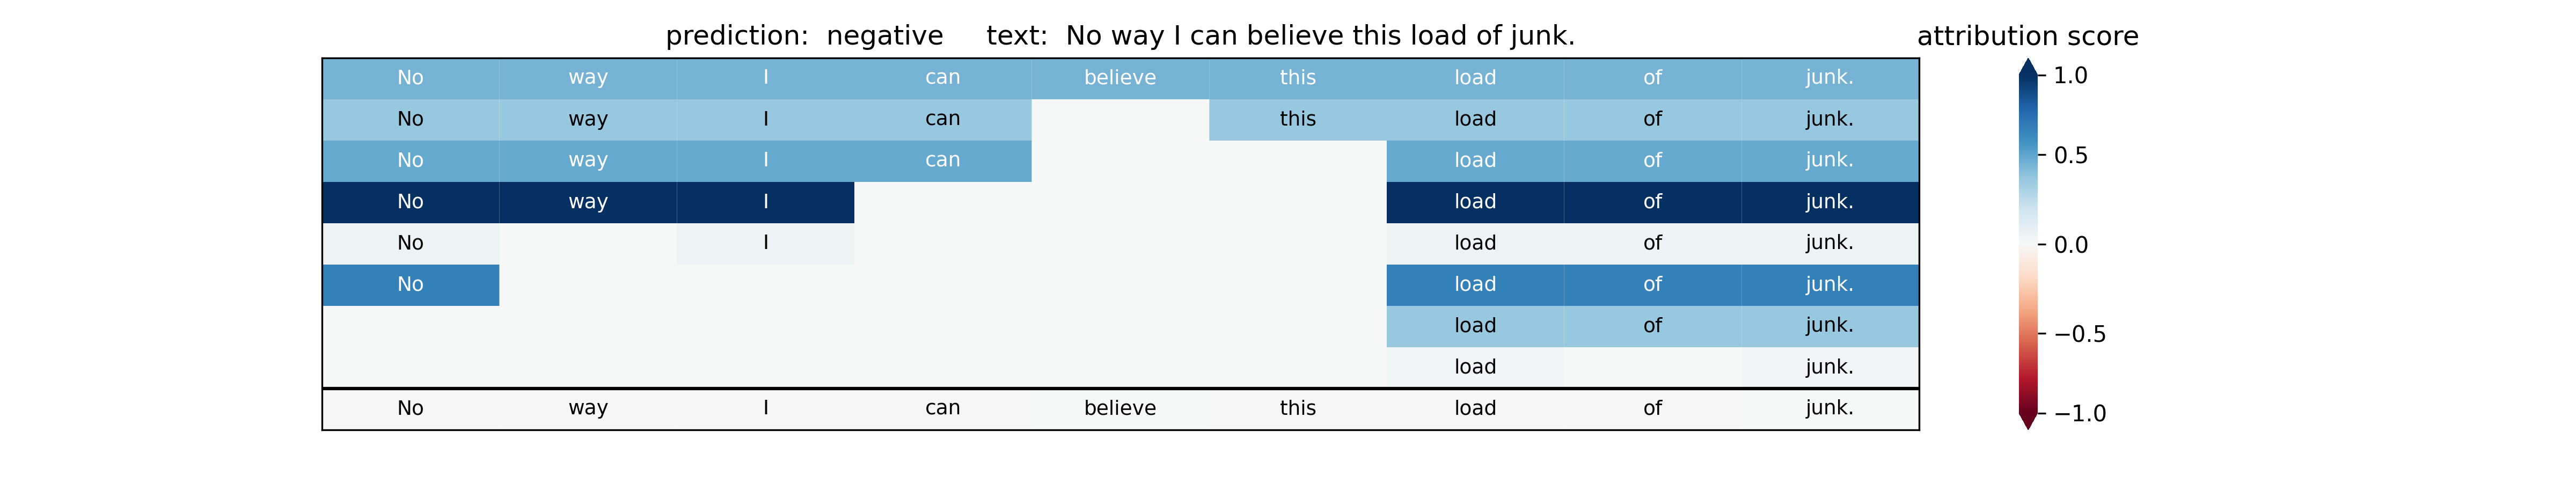 prediction:  negative     text:  No way I can believe this load of junk.
attribution score
No way I can believe this load of junk.
No way I can this load of junk.
No way I can load of junk.
No way I load of junk.
No I load of junk.
No load of junk.
load of junk.
load junk.
No way I can believe this load of junk.
1.0
0.5
0.0
−0.5
−1.0